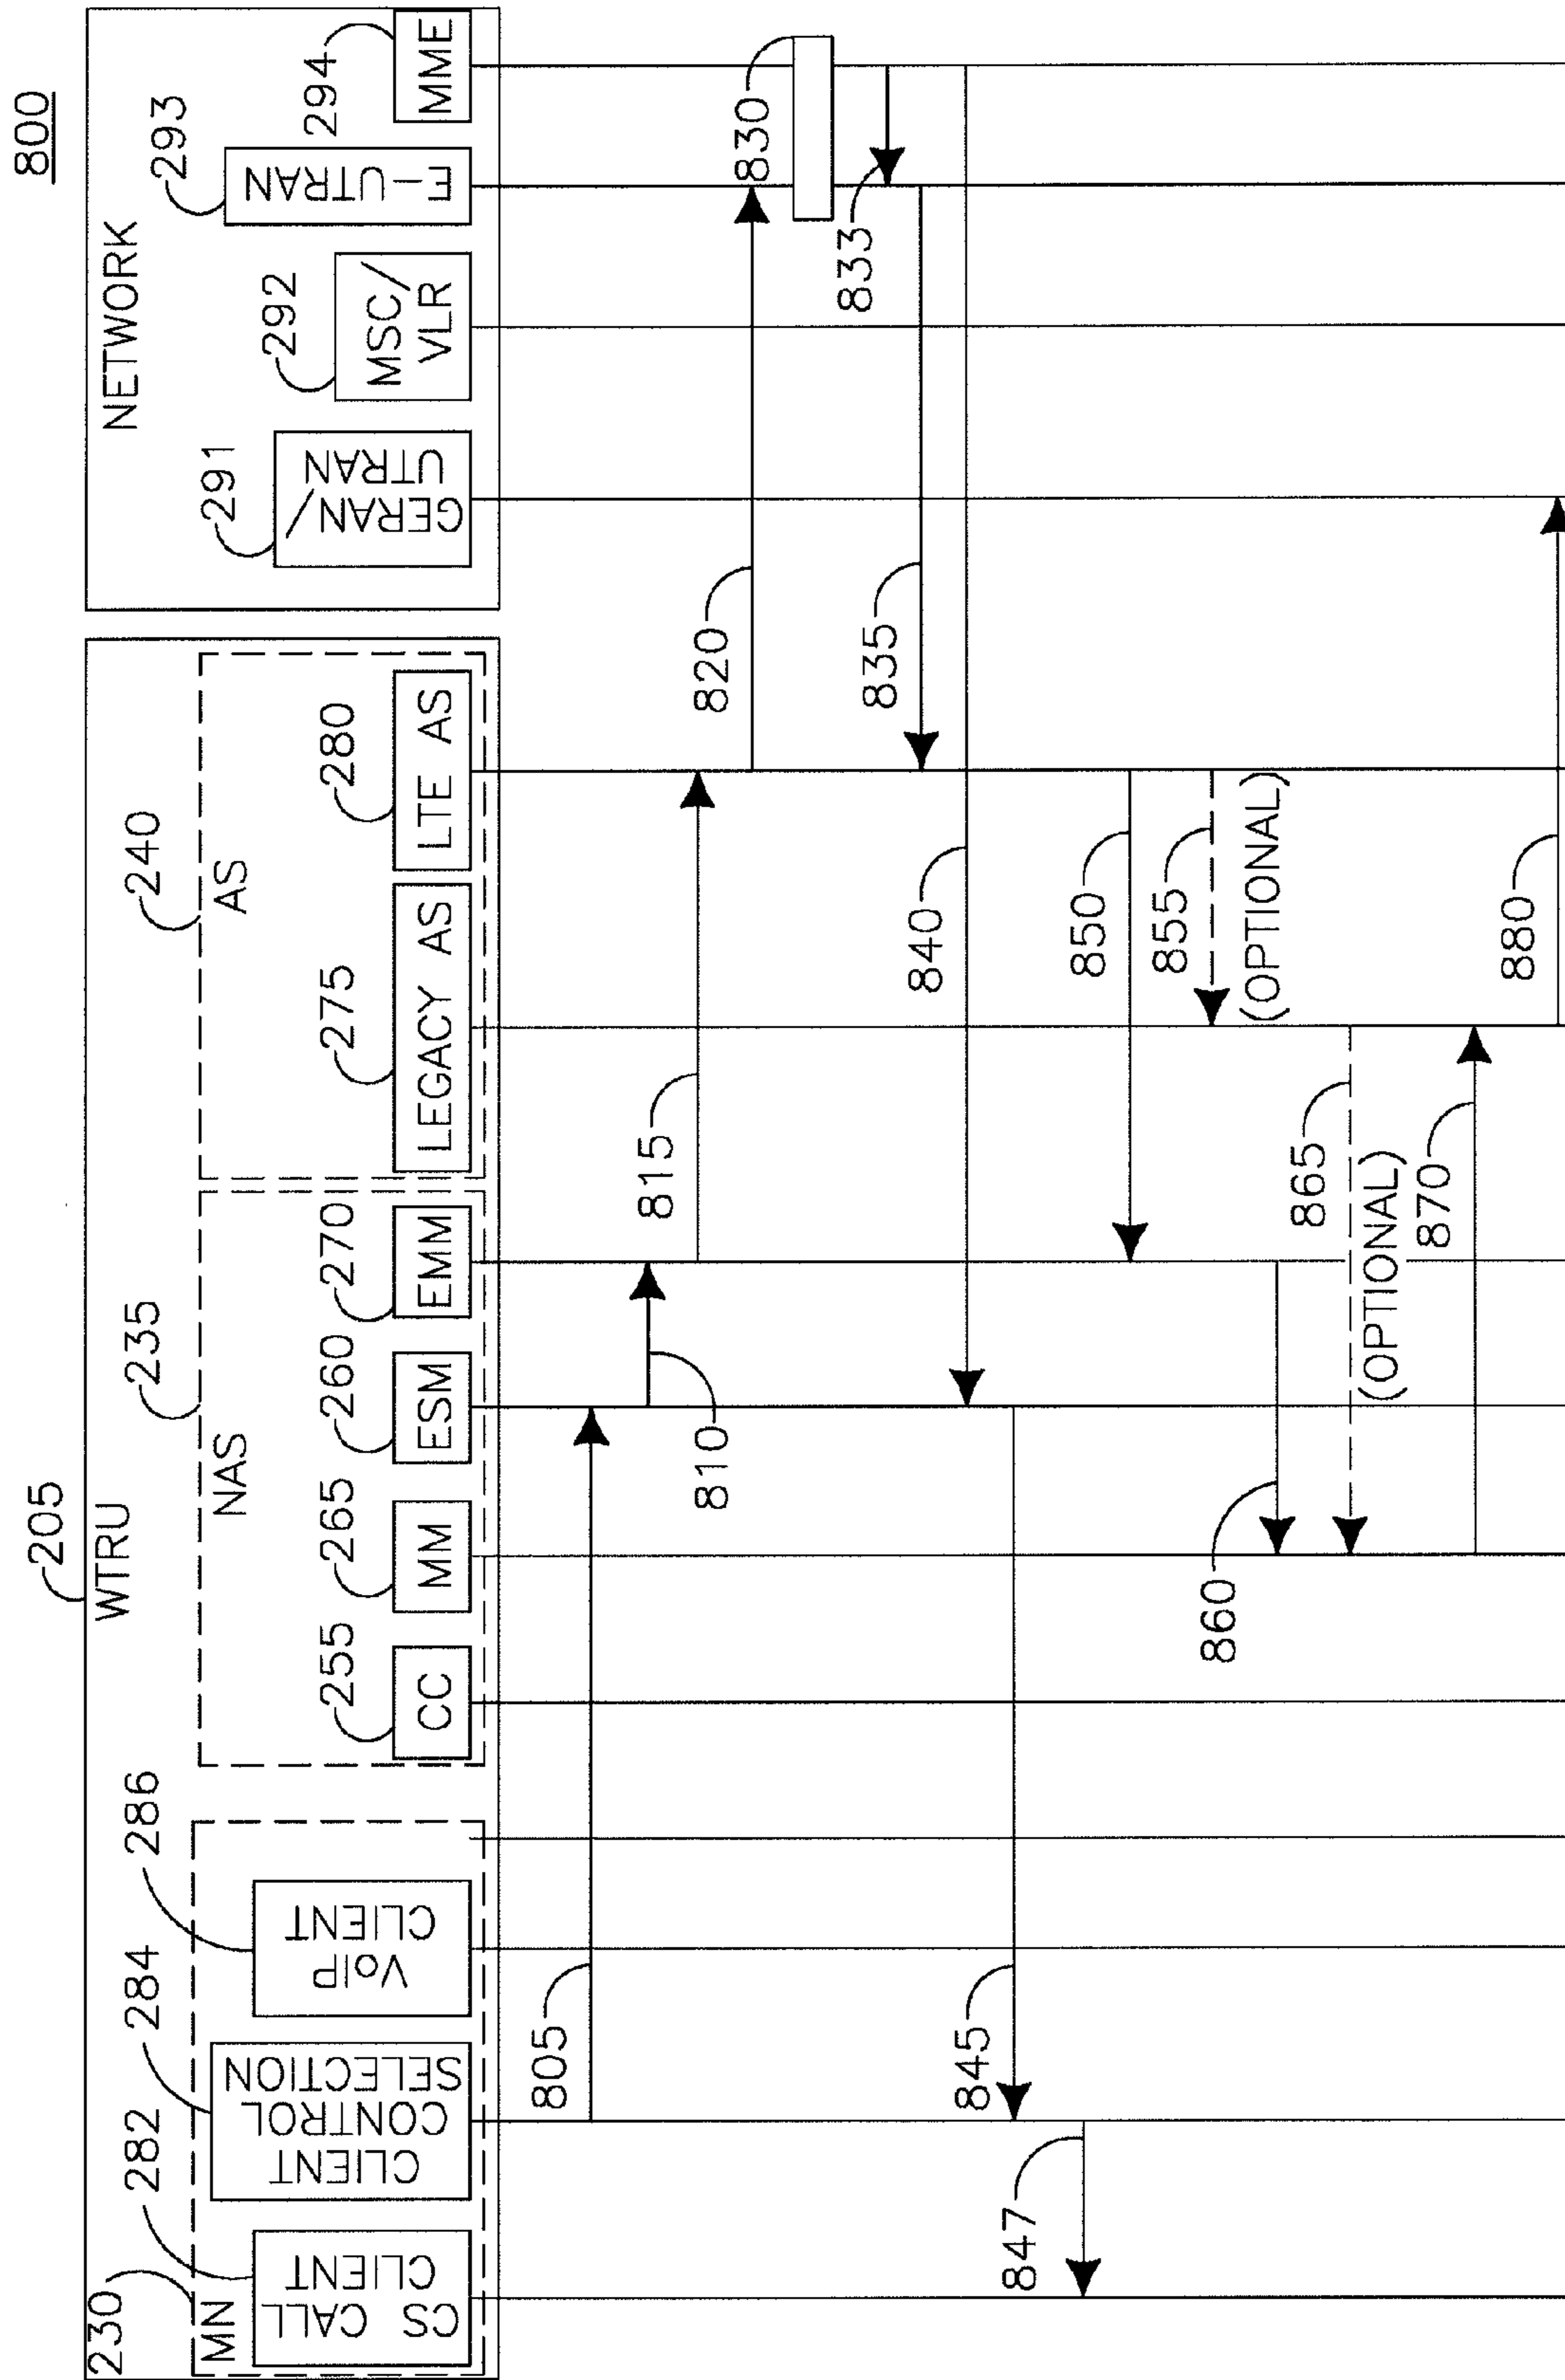 800
205
WTRU
NETWORK
230
MN
282
CS CALL
CLIENT
284
CLIENT
CONTROL
SELECTION
286
VoIP
CLIENT
235
NAS
255
CC
265
MM
260
ESM
270
EMM
240
AS
275
LEGACY AS
280
LTE AS
291
GERAN/
UTRAN
292
MSC/
VLR
293
E-UTRAN
294
MME
805
810
815
820
830
833
835
840
845
847
850
855
(OPTIONAL)
860
865
(OPTIONAL)
870
880